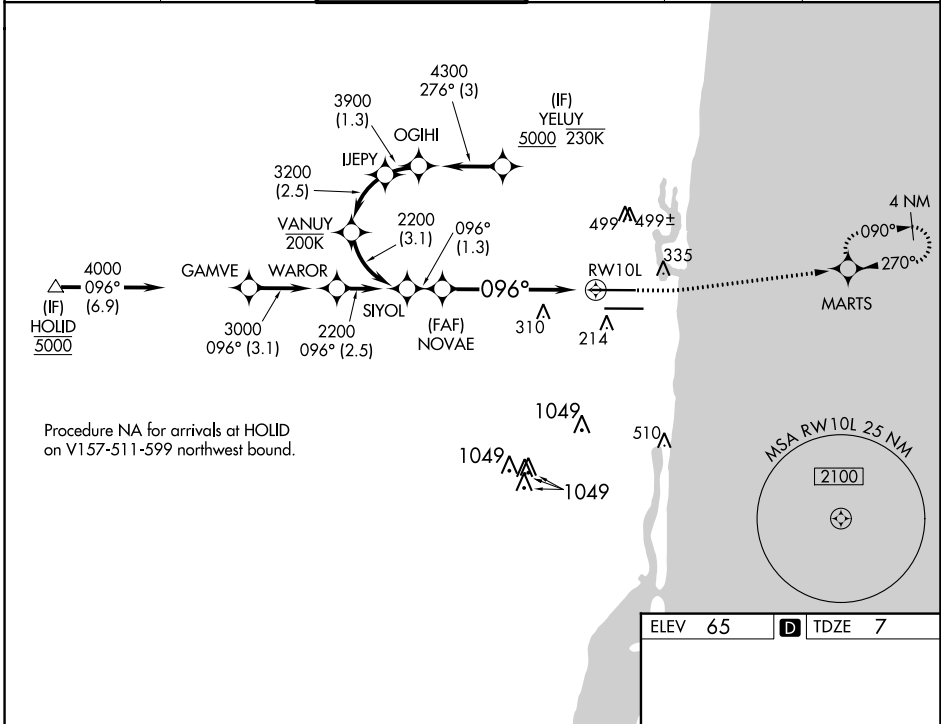 4300
276° (3)
(IF)
YELUY
5000 230K
3900
(1.3)
OGIHI
IJEPY
3200
(2.5)
VANUY
200K
2200
(3.1)
096°
(1.3)
499 499±
335
4 NM
090°
270°
MARTS
4000
096°
(6.9)
(IF)
HOLID
5000
GAMVE
WAROR
3000
096° (3.1)
2200
096° (2.5)
SIYOL
(FAF)
NOVAE
096°
RW10L
310
214
Procedure NA for arrivals at HOLID
on V157-511-599 northwest bound.
1049
510
1049
1049
MSA RW10L 25 NM
2100
ELEV 65 D TDZE 7